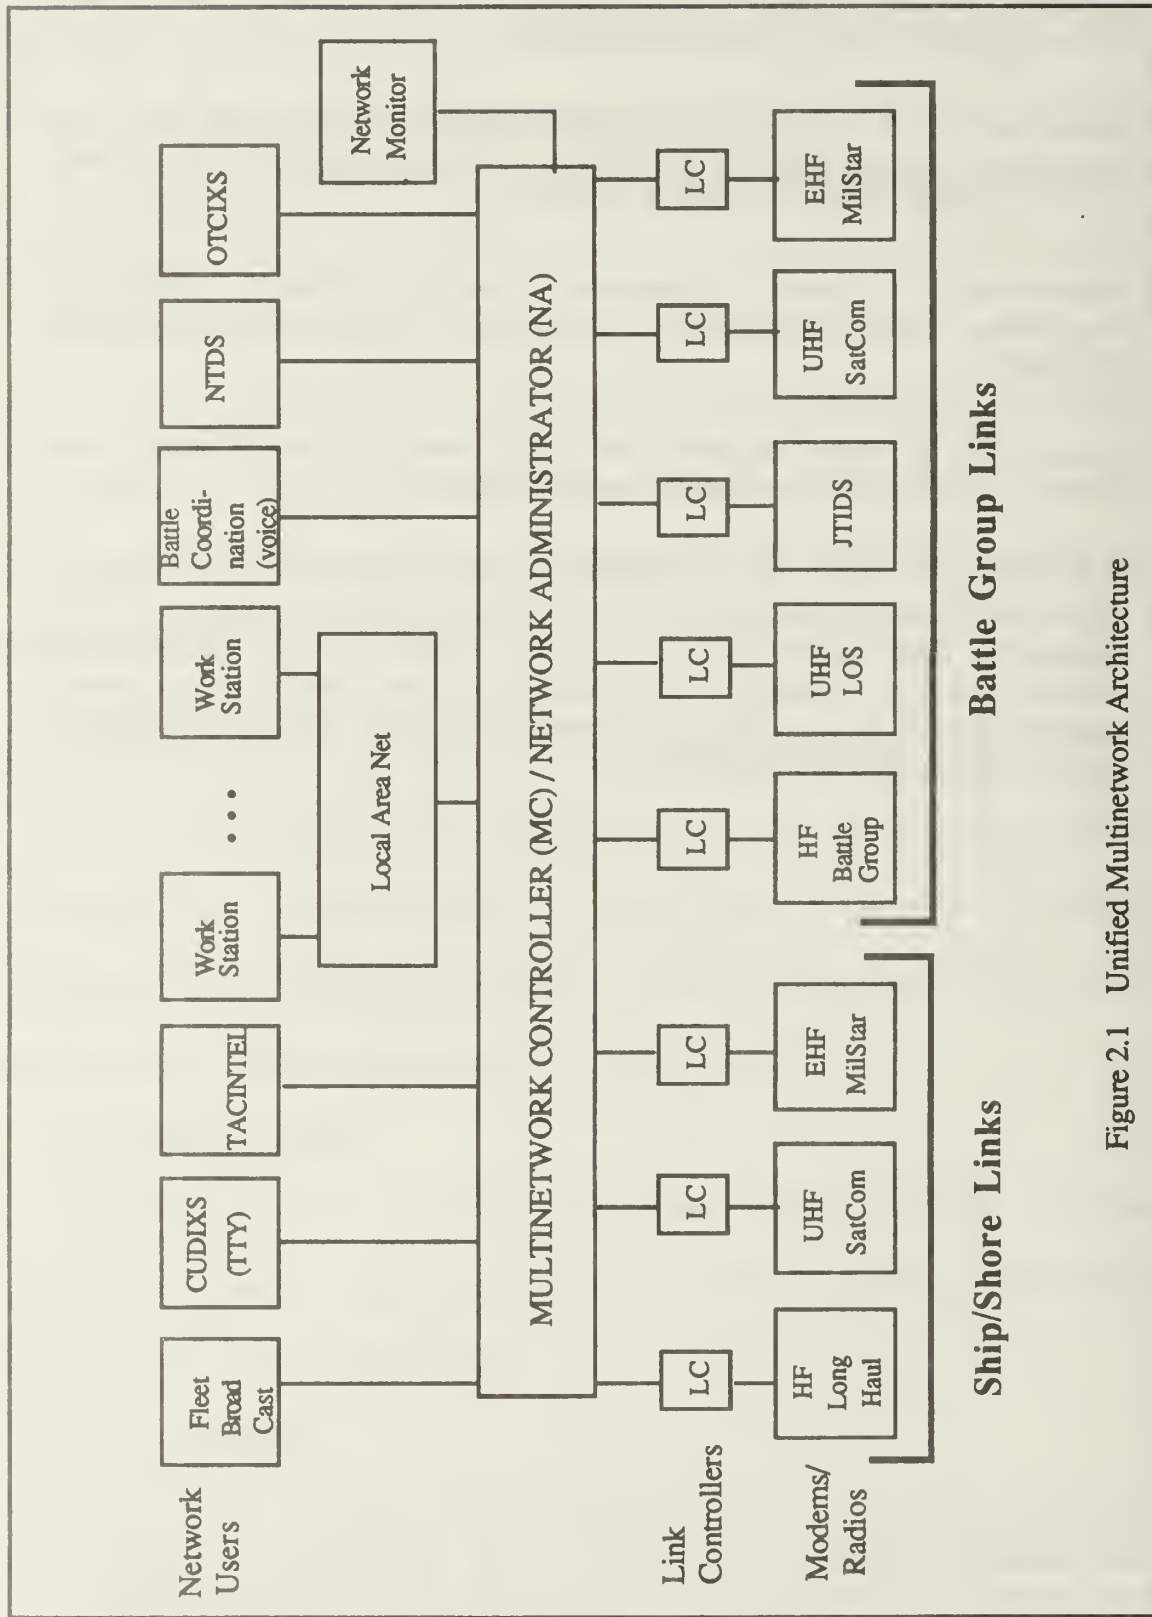 Network
Users
Fleet
Broad
Cast
CUDIXS
(TTY)
TACINTEL
Work
Station
• • •
Work
Station
Battle
Coordi-
nation
(voice)
NTDS
OTCIXS
Local Area Net
Network
Monitor
MULTINETWORK CONTROLLER (MC) / NETWORK ADMINISTRATOR (NA)
Link
Controllers
LC
LC
LC
LC
LC
LC
LC
LC
Modems/
Radios
HF
Long
Haul
UHF
SatCom
EHF
MilStar
HF
Battle
Group
UHF
LOS
JTIDS
UHF
SatCom
EHF
MilStar
Ship/Shore Links
Battle Group Links
Figure 2.1 Unified Multinetwork Architecture